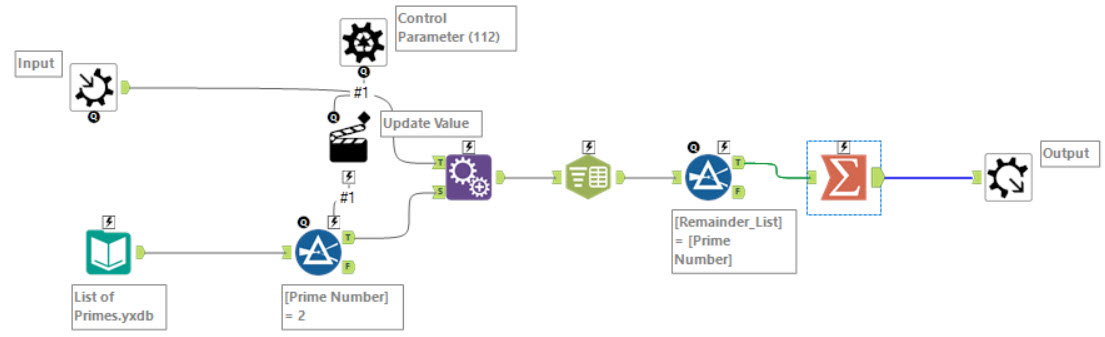 Control
Parameter (112)
Input
Q
Q
#1
Q
Update Value
T
S
#1
Q
T
F
List of
Primes.yxdb
[Prime Number]
= 2
Q
T
F
[Remainder_List]
= [Prime
Number]
Output